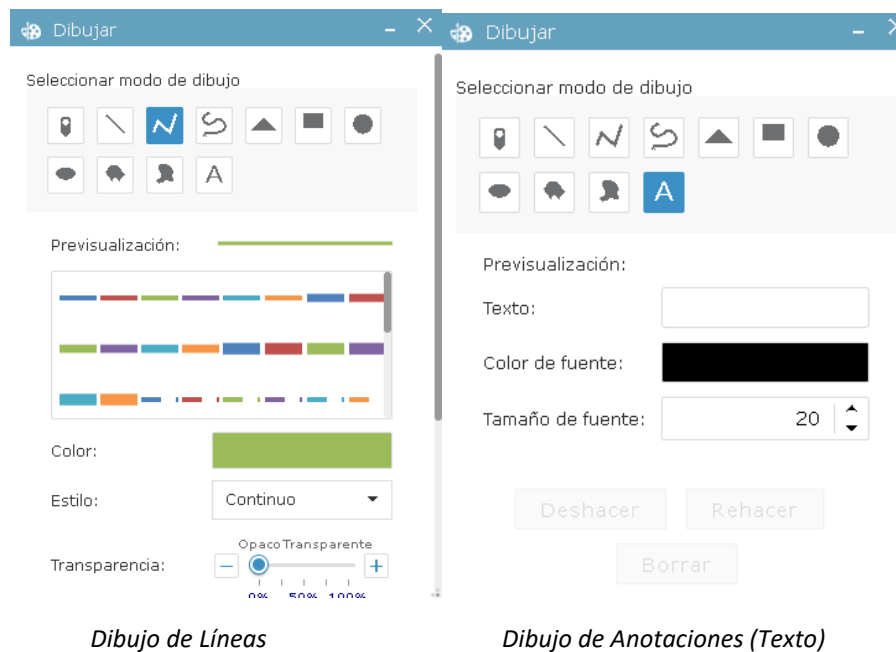 Dibujar
Seleccionar modo de dibujo
A
Previsualización:
Color:
Estilo:
Continuo
Opaco Transparente
Transparencia:
0% 50% 100%
Dibujo de Líneas
Dibujar
Seleccionar modo de dibujo
A
Previsualización:
Texto:
Color de fuente:
Tamaño de fuente:
20
Deshacer
Rehacer
Borrar
Dibujo de Anotaciones (Texto)